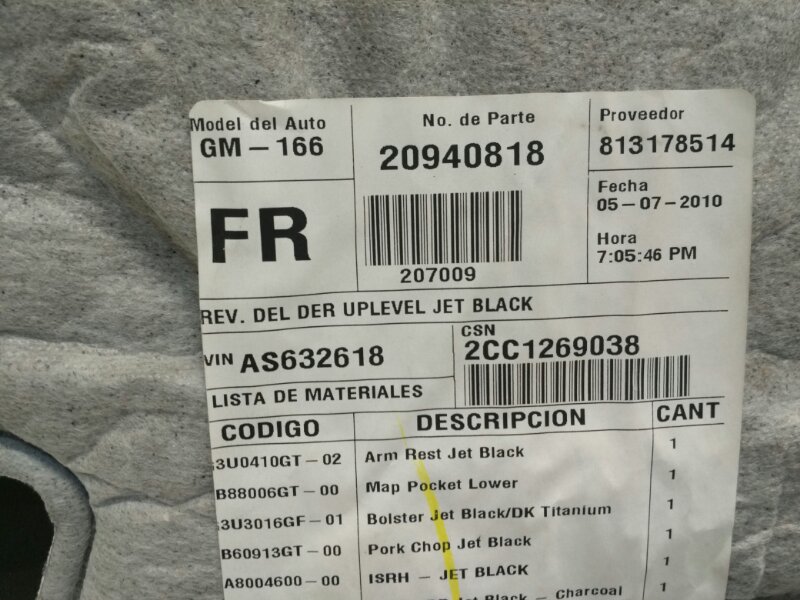 Model del Auto
GM - 166
No. de Parte
20940818
Proveedor
813178514
FR
207009
Fecha
05-07-2010
Hora
7:05:46 PM
REV. DEL DER UPLEVEL JET BLACK
VIN AS632618
CSN
2CC1269038
LISTA DE MATERIALES
CODIGO DESCRIPCION CANT
3U0410GT-02 Arm Rest Jet Black 1
B88006GT-00 Map Pocket Lower 1
3U3016GF-01 Bolster Jet Black/DK Titanium 1
B60913GT-00 Pork Chop Jet Black 1
A8004600-00 ISRH - JET BLACK 1
Jet Black - Charcoal 1